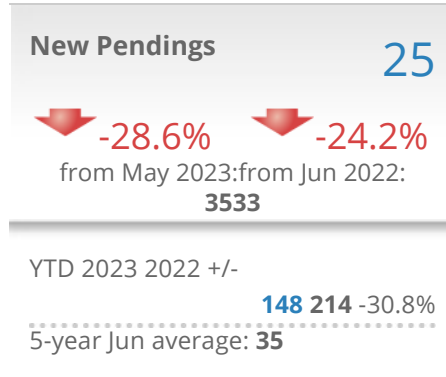 New Pendings
25
-28.6% -24.2%
from May 2023:from Jun 2022:
3533
YTD 2023 2022 +/-
148 214 -30.8%
5-year Jun average: 35